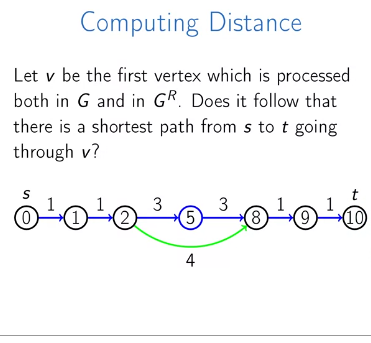 Computing Distance
Let v be the first vertex which is processed
both in G and in G^R. Does it follow that
there is a shortest path from s to t going
through v?
s t
1 1 3 3 1 1
0 1 2 5 8 9 10
4